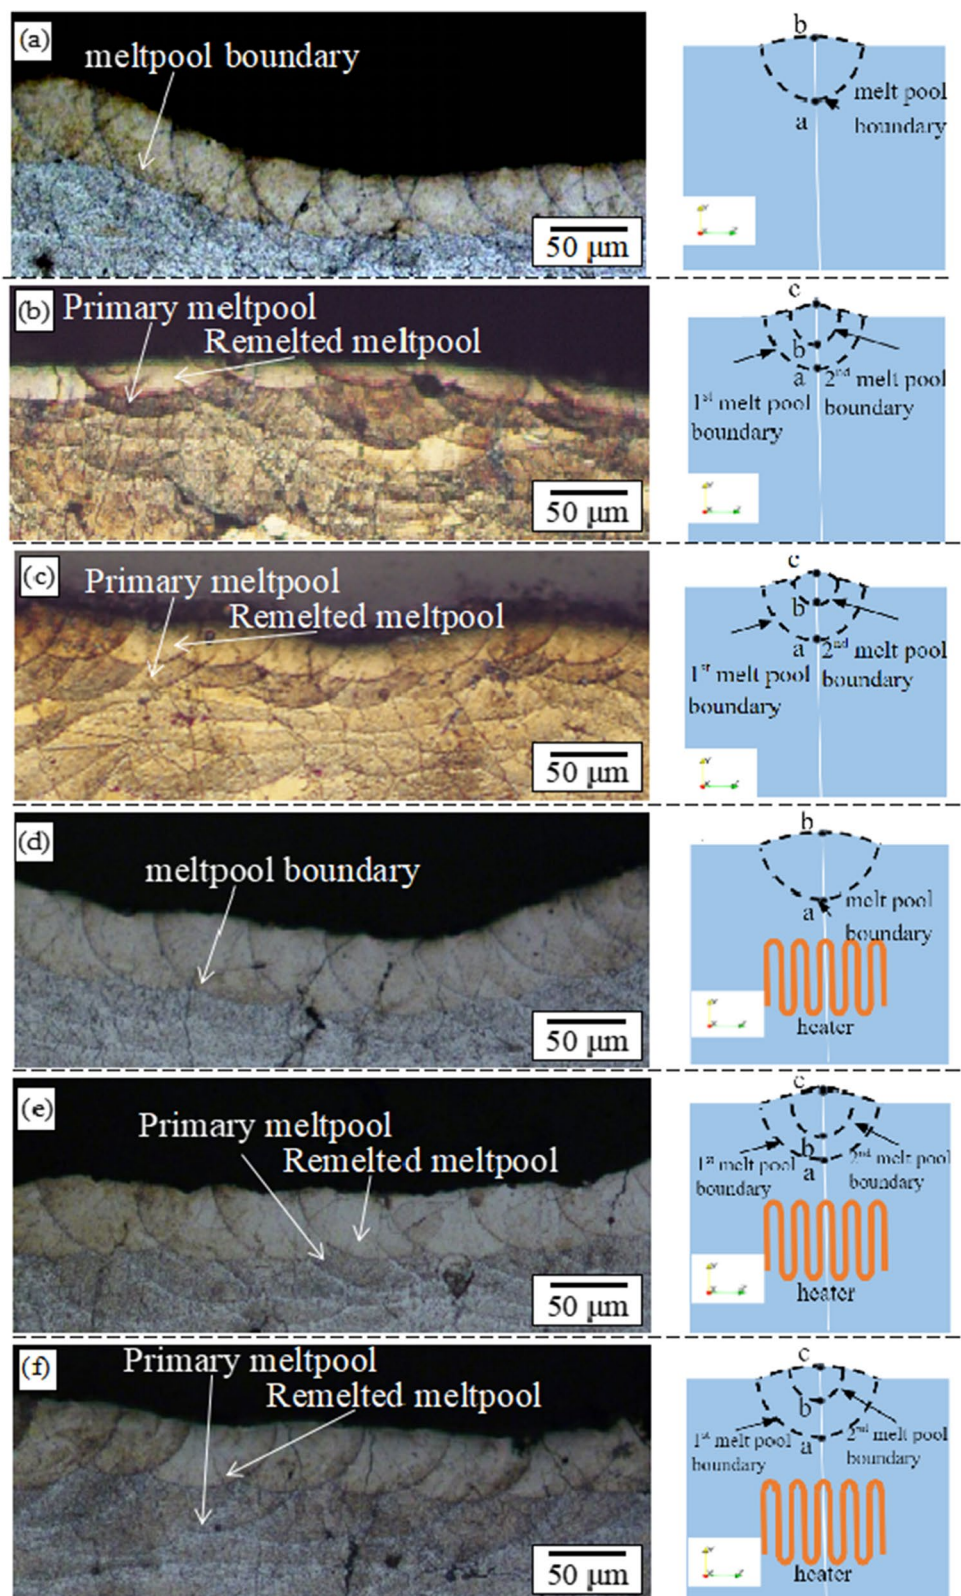 (a)
meltpool boundary
50 μm
b
melt pool
a
boundary
(b)
Primary meltpool
Remelted meltpool
50 μm
c
b
a
2nd melt pool
1st melt pool
boundary
boundary
(c)
Primary meltpool
Remelted meltpool
50 μm
c
b
a
2nd melt pool
1st melt pool
boundary
boundary
(d)
meltpool boundary
50 μm
b
a
melt pool
boundary
heater
(e)
Primary meltpool
Remelted meltpool
50 μm
c
b
a
1st melt pool
boundary
2nd melt pool
boundary
heater
(f)
Primary meltpool
Remelted meltpool
50 μm
c
b
a
1st melt pool
boundary
2nd melt pool
boundary
heater